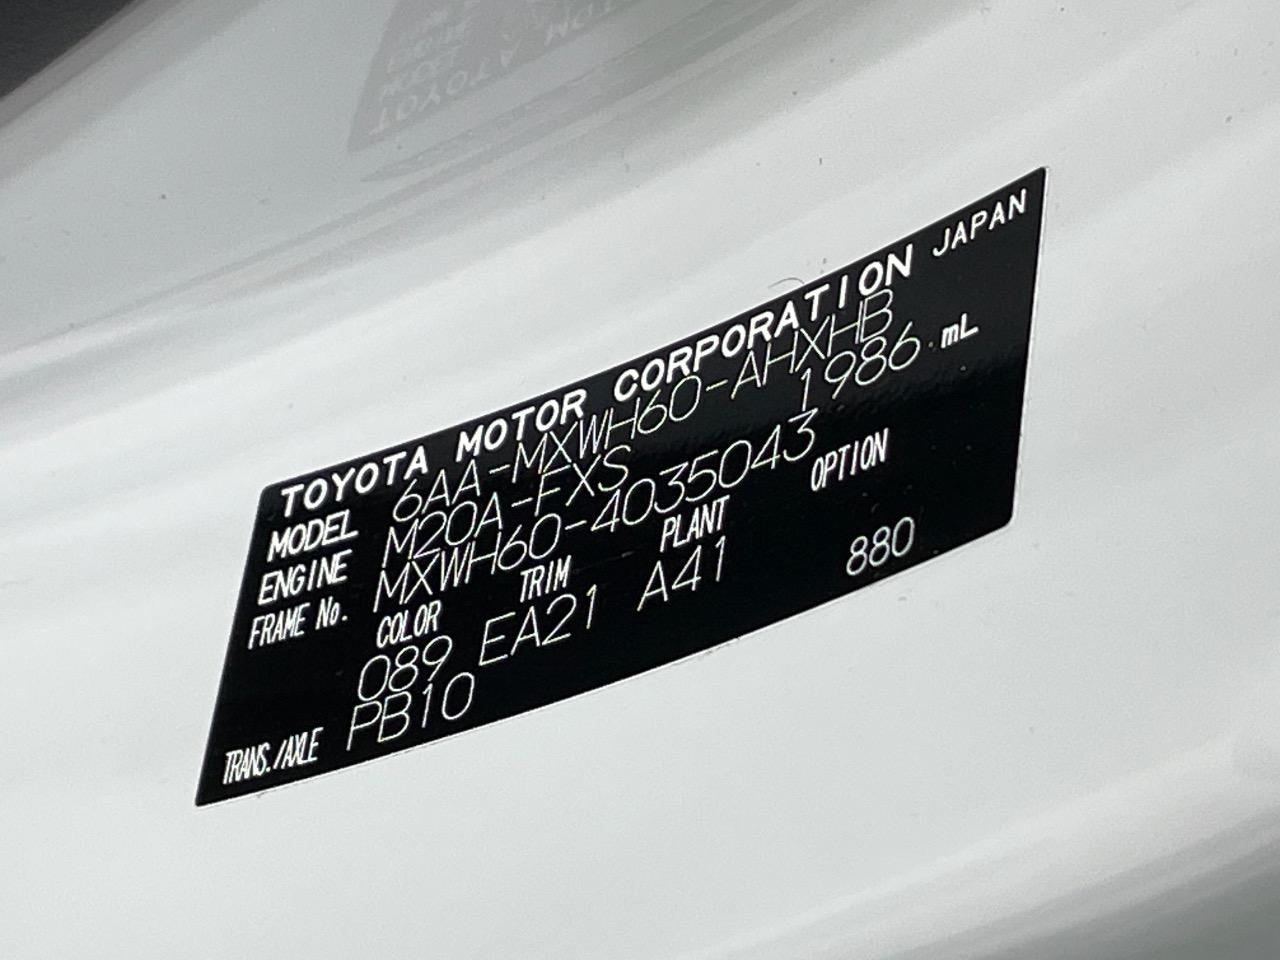 TOYOTA MOTOR CORPORATION JAPAN
MODEL 6AA-MXWH60-AHXHB
ENGINE M20A-FXS 1986 mL
FRAME No. MXWH60-4035043
COLOR TRIM PLANT OPTION
089 EA21 A41 880
TRANS./AXLE PB10